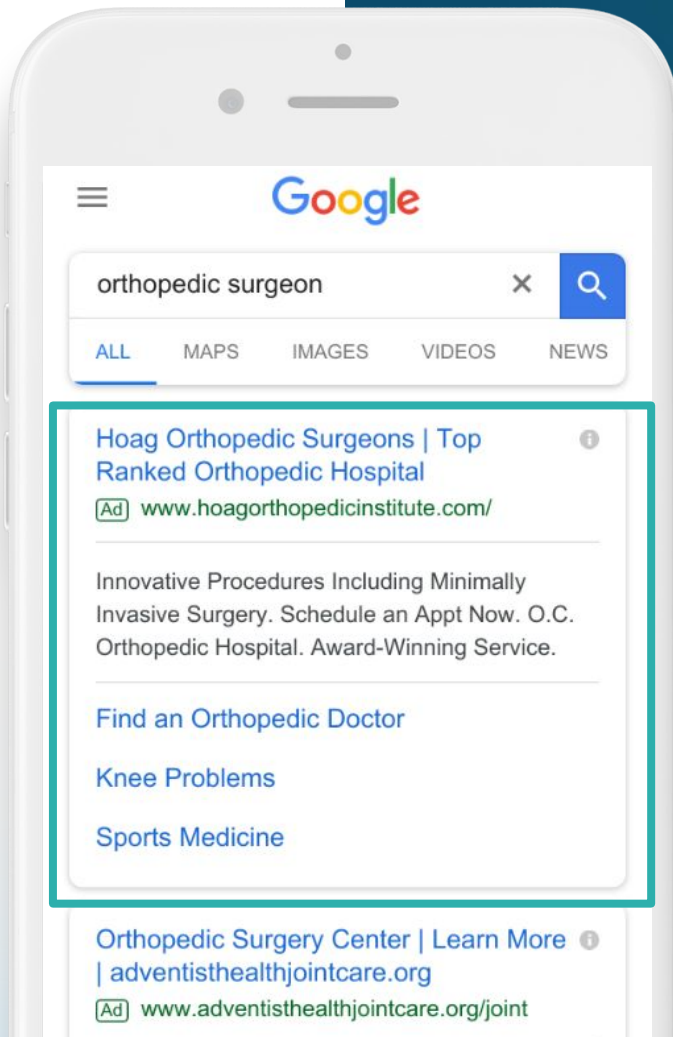 Google
orthopedic surgeon
ALL MAPS IMAGES VIDEOS NEWS
Hoag Orthopedic Surgeons | Top
Ranked Orthopedic Hospital
Ad www.hoagorthopedicinstitute.com/
Innovative Procedures Including Minimally
Invasive Surgery. Schedule an Appt Now. O.C.
Orthopedic Hospital. Award-Winning Service.
Find an Orthopedic Doctor
Knee Problems
Sports Medicine
Orthopedic Surgery Center | Learn More
| adventisthealthjointcare.org
Ad www.adventisthealthjointcare.org/joint